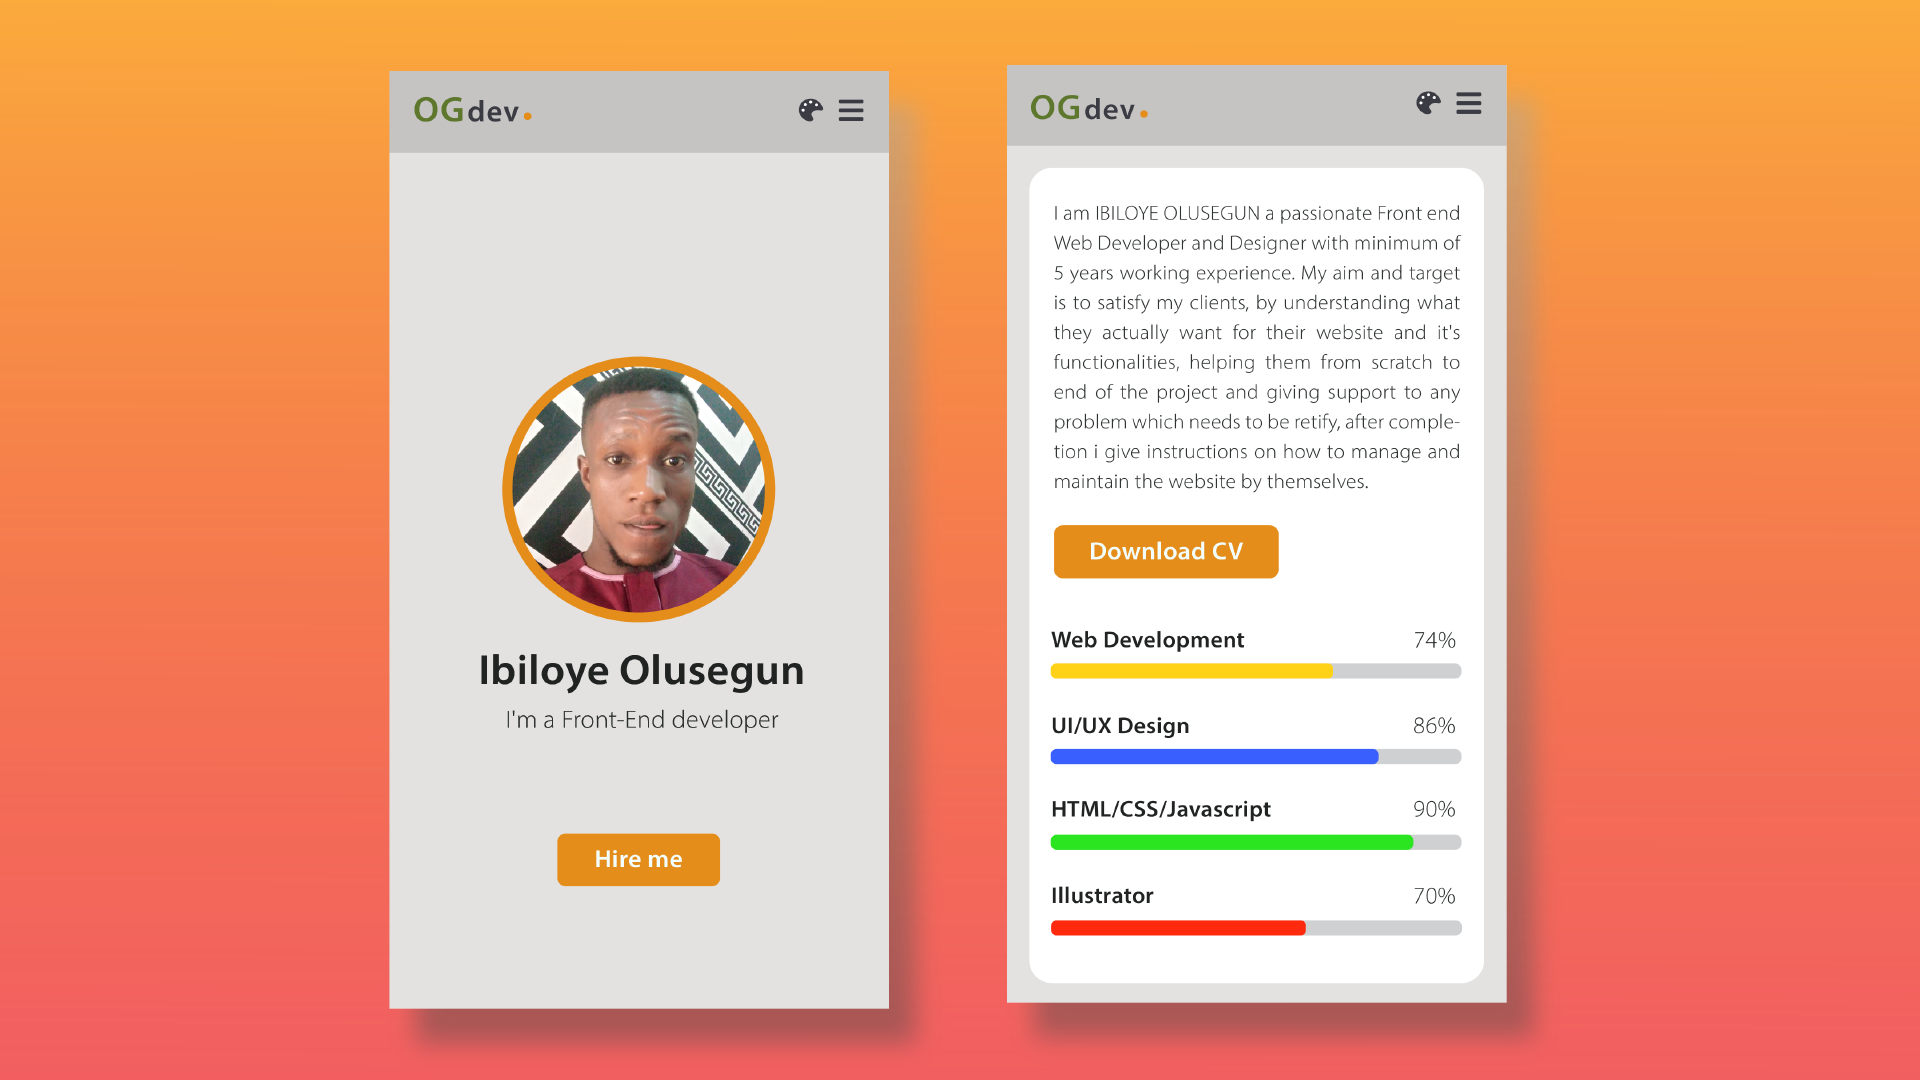 OGdev.
Ibiloye Olusegun
I'm a Front-End developer
Hire me
OGdev.
I am IBILOYE OLUSEGUN a passionate Front end
Web Developer and Designer with minimum of
5 years working experience. My aim and target
is to satisfy my clients, by understanding what
they actually want for their website and it's
functionalities, helping them from scratch to
end of the project and giving support to any
problem which needs to be retify, after comple-
tion i give instructions on how to manage and
maintain the website by themselves.
Download CV
Web Development 74%
UI/UX Design 86%
HTML/CSS/Javascript 90%
Illustrator 70%